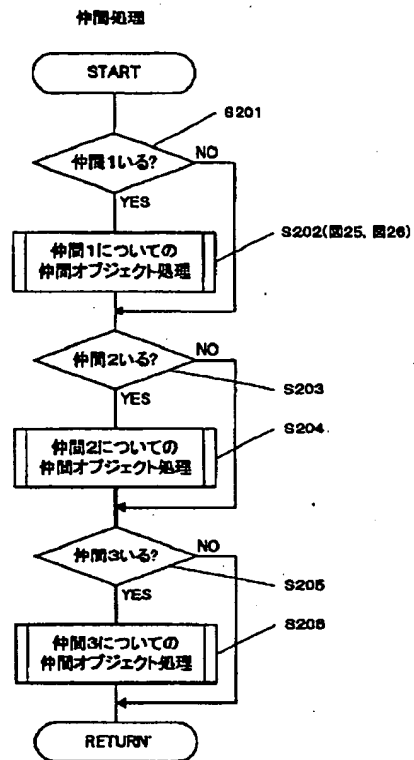 仲間処理
START
S201
仲間1いる?
NO
YES
仲間1についての
仲間オブジェクト処理
S202(図25、図26)
仲間2いる?
NO
YES
S203
仲間2についての
仲間オブジェクト処理
S204
仲間3いる?
NO
YES
S205
仲間3についての
仲間オブジェクト処理
S206
RETURN